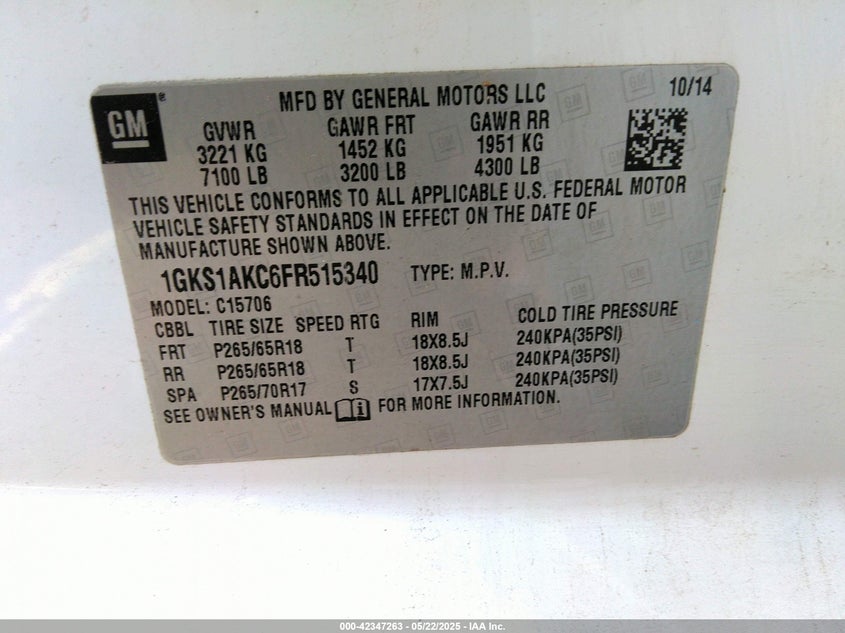 GM ®
MFD BY GENERAL MOTORS LLC 10/14
GVWR GAWR FRT GAWR RR
3221 KG 1452 KG 1951 KG
7100 LB 3200 LB 4300 LB
THIS VEHICLE CONFORMS TO ALL APPLICABLE U.S. FEDERAL MOTOR
VEHICLE SAFETY STANDARDS IN EFFECT ON THE DATE OF
MANUFACTURE SHOWN ABOVE.
1GKS1AKC6FR515340 TYPE: M.P.V.
MODEL: C15706
CBBL TIRE SIZE SPEED RTG RIM COLD TIRE PRESSURE
FRT P265/65R18 T 18X8.5J 240KPA(35PSI)
RR P265/65R18 T 18X8.5J 240KPA(35PSI)
SPA P265/70R17 S 17X7.5J 240KPA(35PSI)
SEE OWNER'S MANUAL FOR MORE INFORMATION.
000-42347263 - 05/22/2025 - IAA Inc.